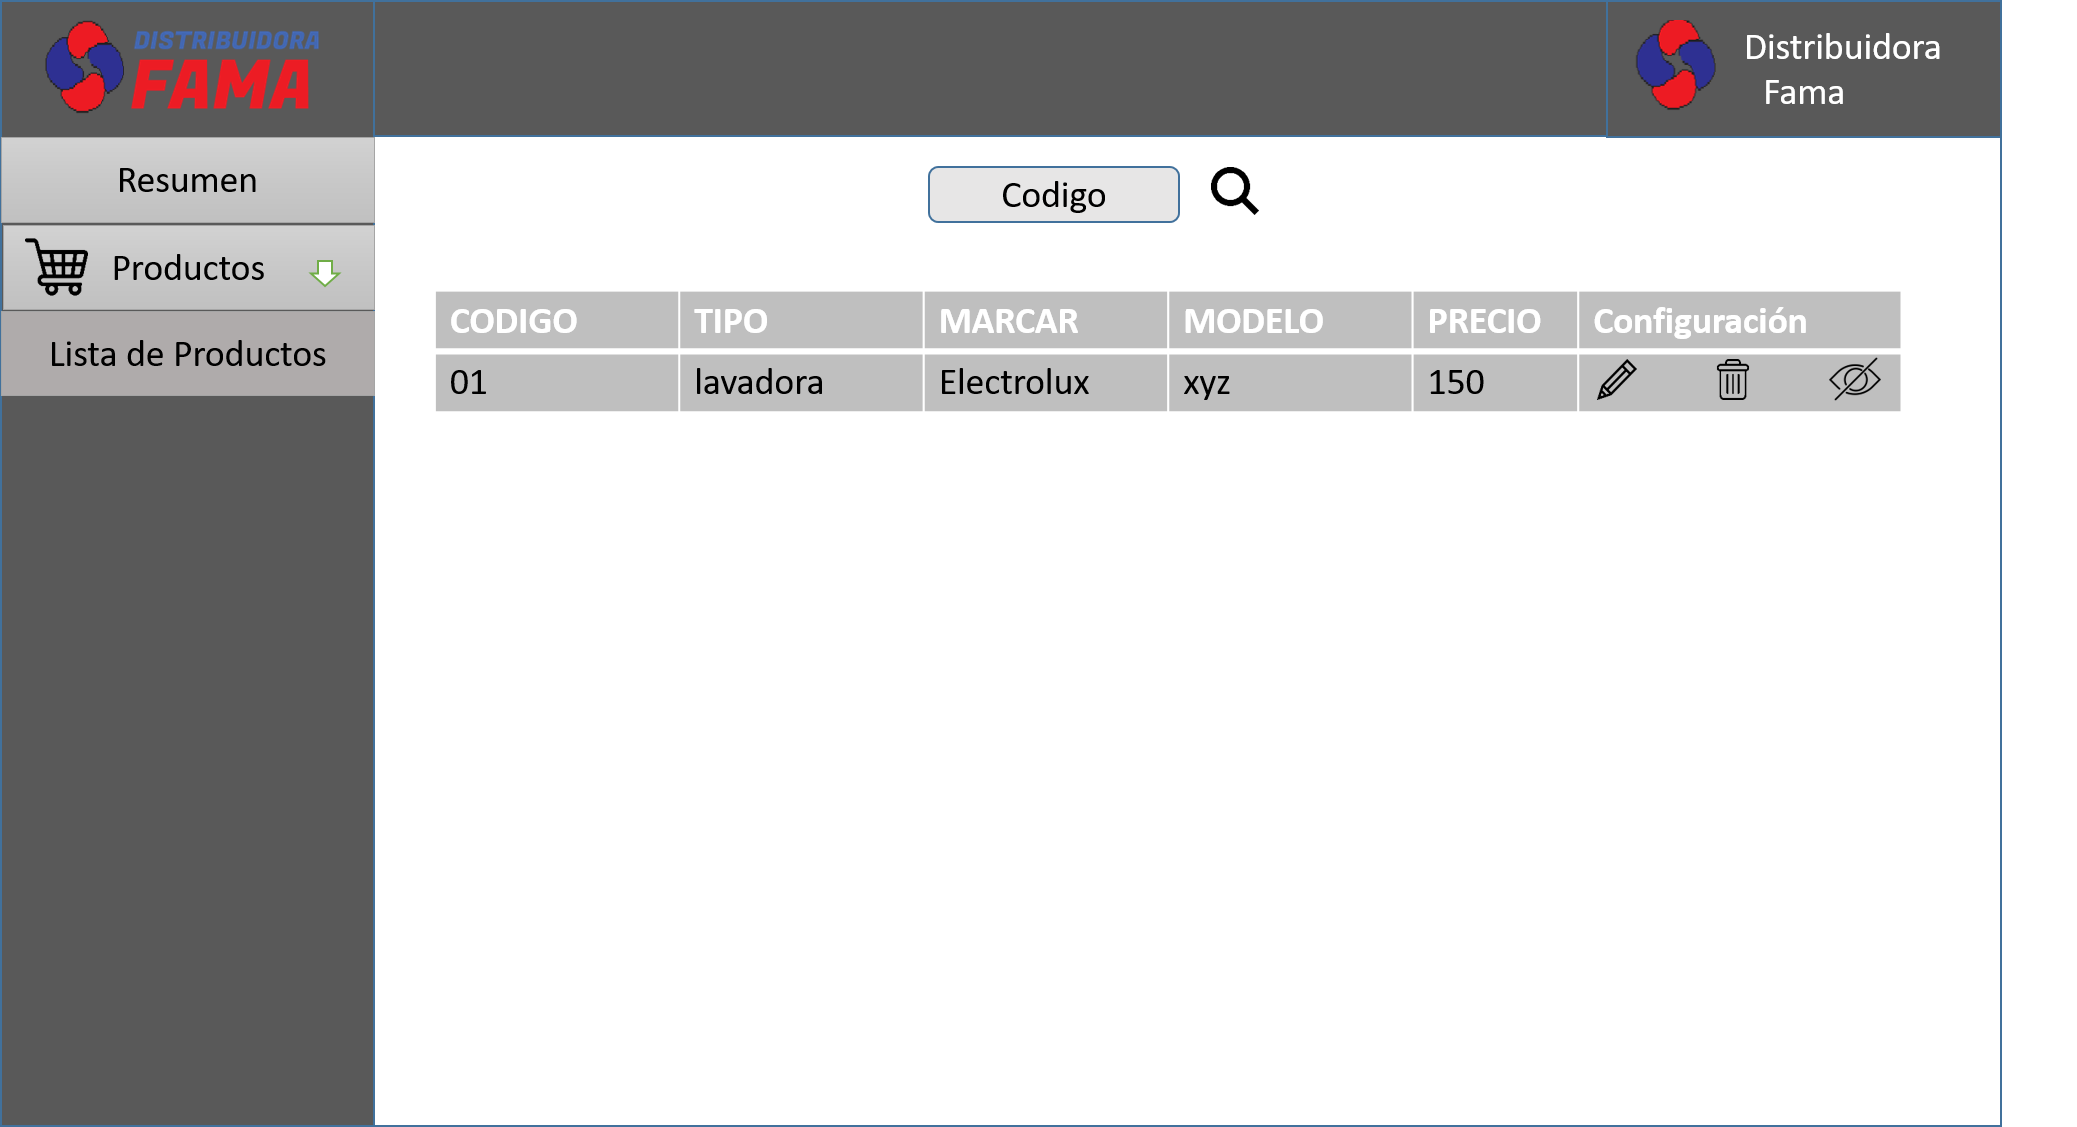 DISTRIBUIDORA
FAMA
Distribuidora
Fama
Resumen
Productos
Lista de Productos
Codigo
CODIGO TIPO MARCAR MODELO PRECIO Configuración
01 lavadora Electrolux xyz 150